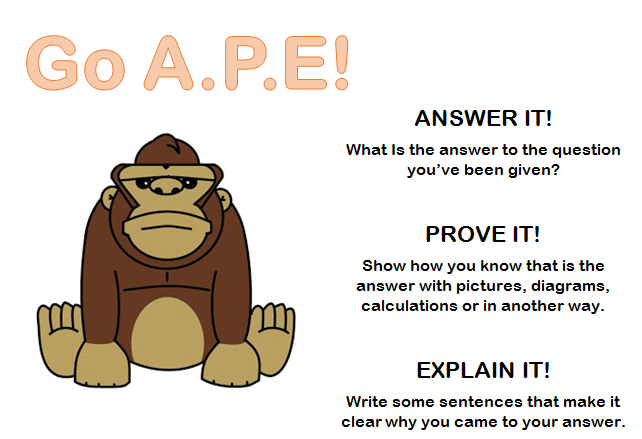 Go A.P.E!
ANSWER IT!
What Is the answer to the question
you’ve been given?
PROVE IT!
Show how you know that is the
answer with pictures, diagrams,
calculations or in another way.
EXPLAIN IT!
Write some sentences that make it
clear why you came to your answer.